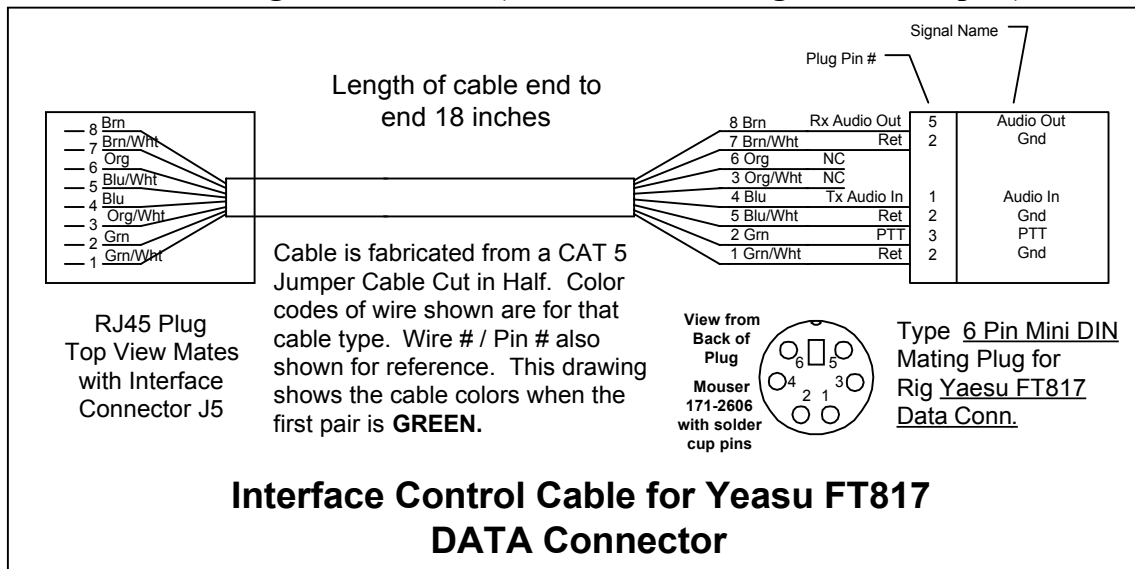 Signal Name
Plug Pin #
Length of cable end to
end 18 inches
8 Brn
7 Brn/Wht
6 Org
5 Blu/Wht
4 Blu
3 Org/Wht
2 Grn
1 Grn/Wht
8 Brn Rx Audio Out 5 Audio Out
7 Brn/Wht Ret 2 Gnd
6 Org NC
3 Org/Wht NC
4 Blu Tx Audio In 1 Audio In
5 Blu/Wht Ret 2 Gnd
2 Grn PTT 3 PTT
1 Grn/Wht Ret 2 Gnd
RJ45 Plug
Top View Mates
with Interface
Connector J5
Cable is fabricated from a CAT 5
Jumper Cable Cut in Half. Color
codes of wire shown are for that
cable type. Wire # / Pin # also
shown for reference. This drawing
shows the cable colors when the
first pair is GREEN.
View from
Back of
Plug
Mouser
171-2606
with solder
cup pins
6 5
4 3
2 1
Type 6 Pin Mini DIN
Mating Plug for
Rig Yaesu FT817
Data Conn.
Interface Control Cable for Yeasu FT817
DATA Connector